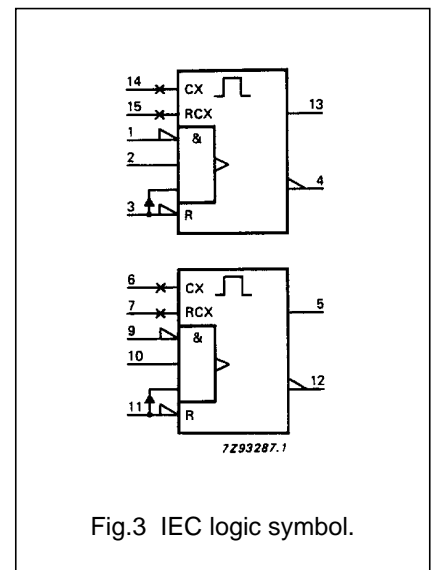 14 CX 13
15 RCX
1 &
2
4
3 R
6 CX 5
7 RCX
9 &
10
12
11 R
7Z93287.1
Fig.3 IEC logic symbol.